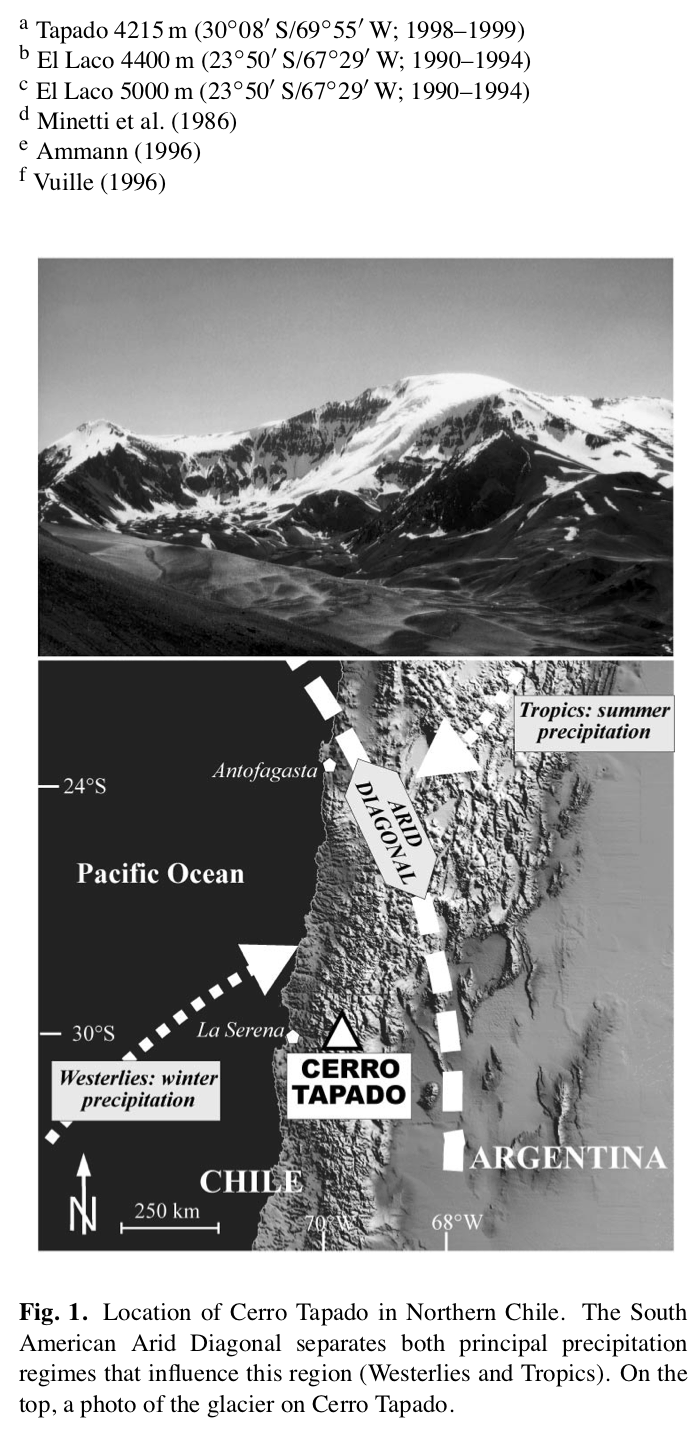 a Tapado 4215 m (30°08′ S/69°55′ W; 1998–1999)
b El Laco 4400 m (23°50′ S/67°29′ W; 1990–1994)
c El Laco 5000 m (23°50′ S/67°29′ W; 1990–1994)
d Minetti et al. (1986)
e Ammann (1996)
f Vuille (1996)
Tropics: summer
precipitation
Antofagasta
24°S
ARID
DIAGONAL
Pacific Ocean
La Serena
30°S
CERRO
TAPADO
Westerlies: winter
precipitation
ARGENTINA
CHILE
N
250 km
70°W
68°W
Fig. 1. Location of Cerro Tapado in Northern Chile. The South
American Arid Diagonal separates both principal precipitation
regimes that influence this region (Westerlies and Tropics). On the
top, a photo of the glacier on Cerro Tapado.